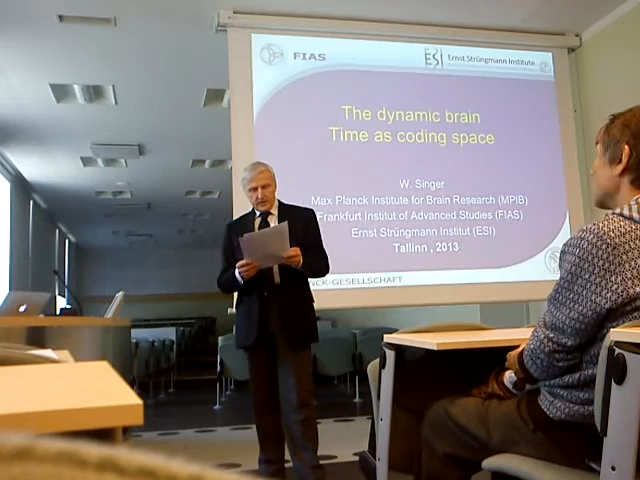 FIAS
ESI Ernst Strüngmann Institute
The dynamic brain
Time as coding space
W. Singer
Max Planck Institute for Brain Research (MPIB)
Frankfurt Institut of Advanced Studies (FIAS)
Ernst Strüngmann Institut (ESI)
Tallinn , 2013
NCK-GESELLSCHAFT